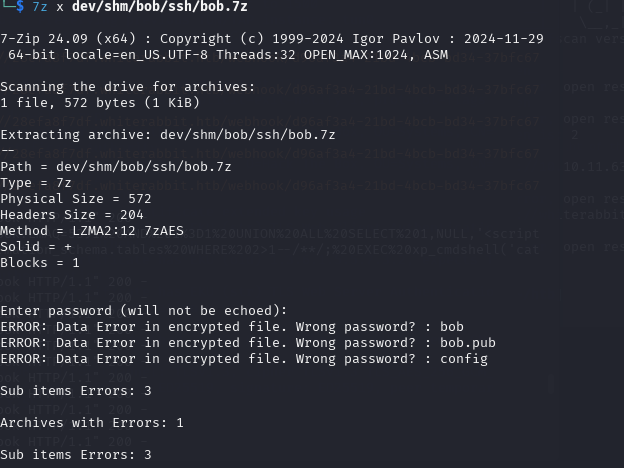 └─$ 7z x dev/shm/bob/ssh/bob.7z
7-Zip 24.09 (x64) : Copyright (c) 1999-2024 Igor Pavlov : 2024-11-29
64-bit locale=en_US.UTF-8 Threads:32 OPEN_MAX:1024, ASM
Scanning the drive for archives:
1 file, 572 bytes (1 KiB)
Extracting archive: dev/shm/bob/ssh/bob.7z
--
Path = dev/shm/bob/ssh/bob.7z
Type = 7z
Physical Size = 572
Headers Size = 204
Method = LZMA2:12 7zAES
Solid = +
Blocks = 1
Enter password (will not be echoed):
ERROR: Data Error in encrypted file. Wrong password? : bob
ERROR: Data Error in encrypted file. Wrong password? : bob.pub
ERROR: Data Error in encrypted file. Wrong password? : config
Sub items Errors: 3
Archives with Errors: 1
Sub items Errors: 3